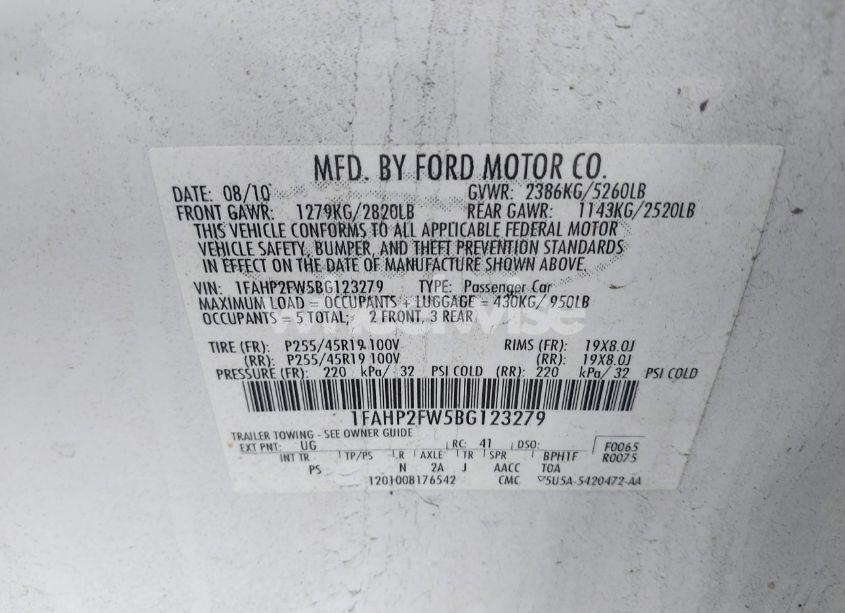 MFD. BY FORD MOTOR CO.
DATE: 08/10 GVWR: 2386KG/5260LB
FRONT GAWR: 1279KG/2820LB REAR GAWR: 1143KG/2520LB
THIS VEHICLE CONFORMS TO ALL APPLICABLE FEDERAL MOTOR
VEHICLE SAFETY, BUMPER, AND THEFT PREVENTION STANDARDS
IN EFFECT ON THE DATE OF MANUFACTURE SHOWN ABOVE.
VIN: 1FAHP2FW5BG123279 TYPE: Passenger Car
MAXIMUM LOAD = OCCUPANTS + LUGGAGE = 430KG/ 950LB
OCCUPANTS = 5 TOTAL; 2 FRONT, 3 REAR
wheelwise
TIRE (FR): P255/45R19 100V RIMS (FR): 19X8.0J
(RR): P255/45R19 100V (RR): 19X8.0J
PRESSURE (FR): 220 kPa/ 32 PSI COLD (RR): 220 kPa/ 32 PSI COLD
1FAHP2FW5BG123279
TRAILER TOWING - SEE OWNER GUIDE
EXT PNT: UG RC: 41 DSO: F0065
INT TR TP/PS R AXLE TR SPR BPH1F R0075
PS N 2A J AACC TOA
120100B176542 CMC 5U5A-5420472-AA